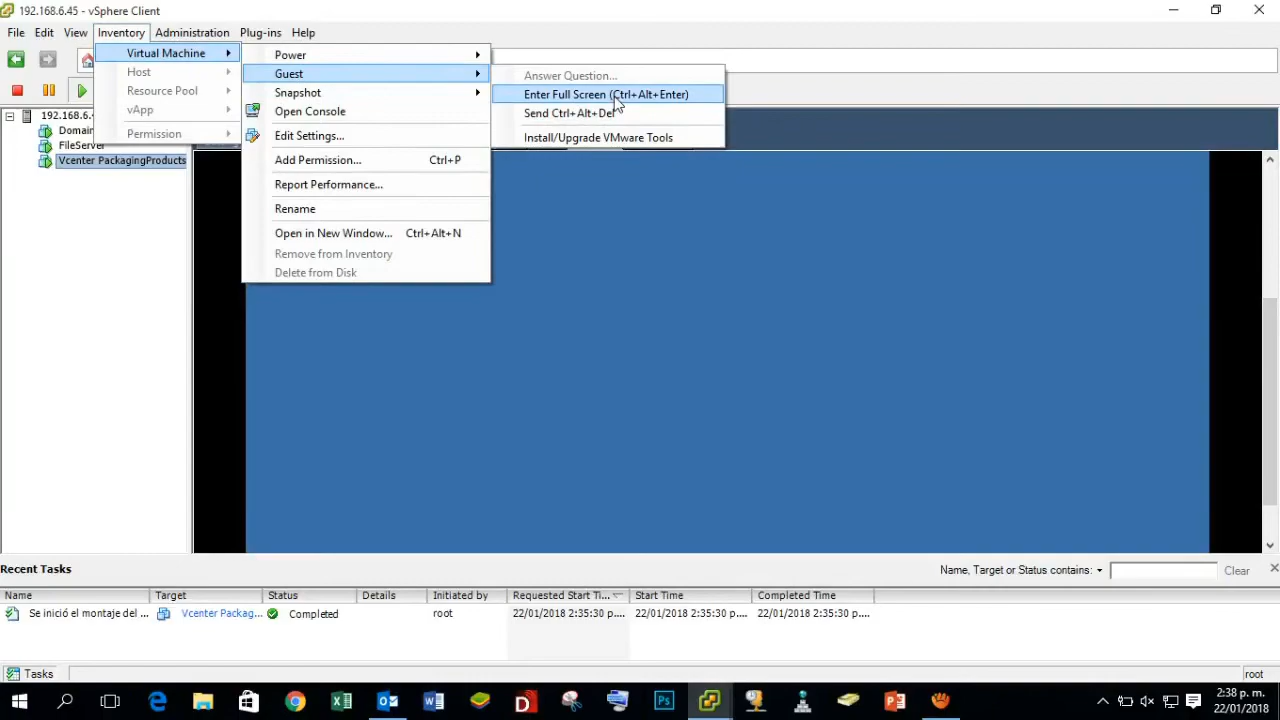 192.168.6.45 - vSphere Client
File Edit View Inventory Administration Plug-ins Help
Virtual Machine
Host
Resource Pool
vApp
Permission
Power
Guest
Snapshot
Open Console
Edit Settings...
Add Permission... Ctrl+P
Report Performance...
Rename
Open in New Window... Ctrl+Alt+N
Remove from Inventory
Delete from Disk
Answer Question...
Enter Full Screen (Ctrl+Alt+Enter)
Send Ctrl+Alt+Del
Install/Upgrade VMware Tools
192.168.6.
Domain
FileServer
Vcenter PackagingProducts
Recent Tasks
Name, Target or Status contains: Clear
Name Target Status Details Initiated by Requested Start Ti... Start Time Completed Time
Se inició el montaje del ... Vcenter Packag... Completed root 22/01/2018 2:35:30 p.... 22/01/2018 2:35:30 p.... 22/01/2018 2:35:30 p....
Tasks root
2:38 p. m.
22/01/2018